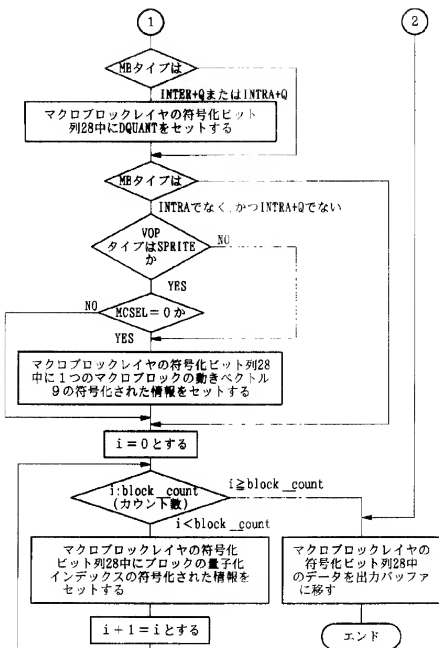 1
2
MBタイプは
INTER+QまたはINTRA+Q
マクロブロックレイヤの符号化ビット
列28中にDQUANTをセットする
MBタイプは
INTRAでなく、かつINTRA+Qでない
VOP
タイプはSPRITE
か
NO
YES
NO
MCSEL=0か
YES
マクロブロックレイヤの符号化ビット列28
中に1つのマクロブロックの動きベクトル
9の符号化された情報をセットする
i=0とする
i≧block_count
i:block_count
(カウント数)
i<block_count
マクロブロックレイヤの符号化
ビット列28中にブロックの量子化
インデックスの符号化された情報を
セットする
マクロブロックレイヤの
符号化ビット列28中
のデータを出力バッファ
に移す
i+1=iとする
エンド